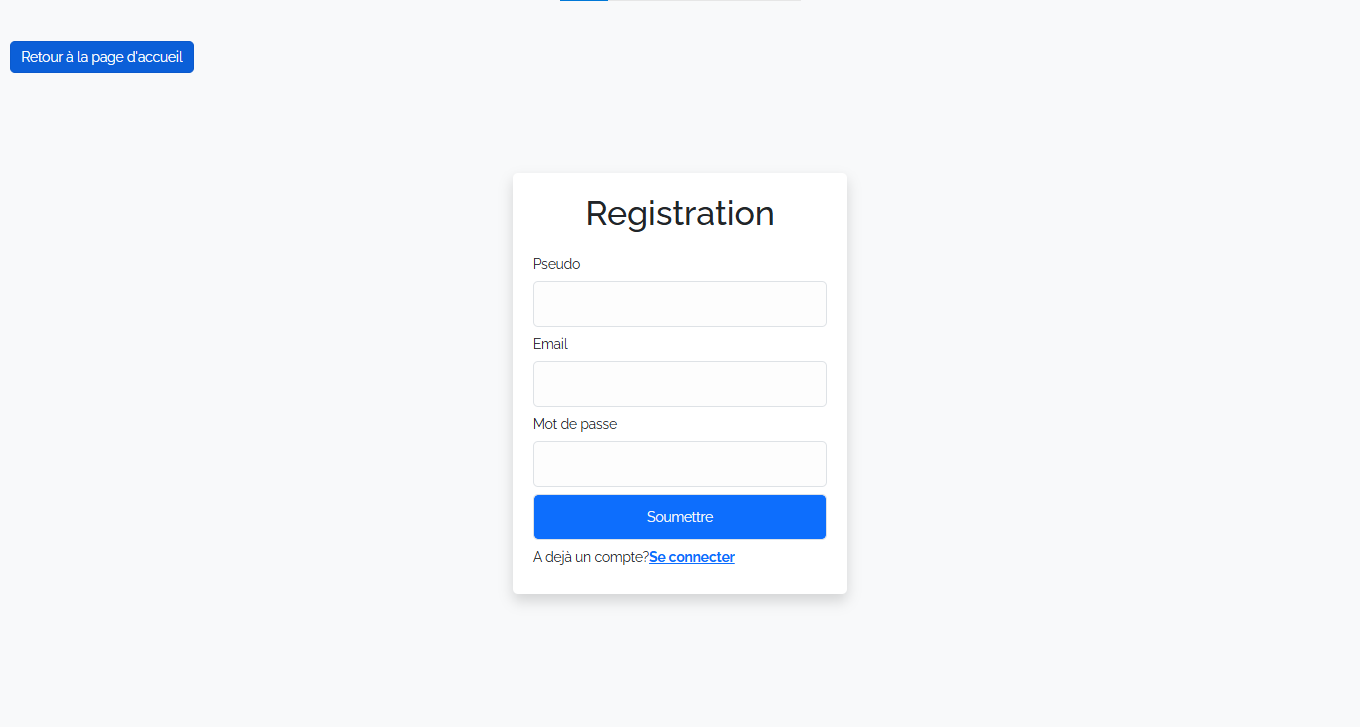 Retour à la page d'accueil
Registration
Pseudo
Email
Mot de passe
Soumettre
A dejà un compte?Se connecter